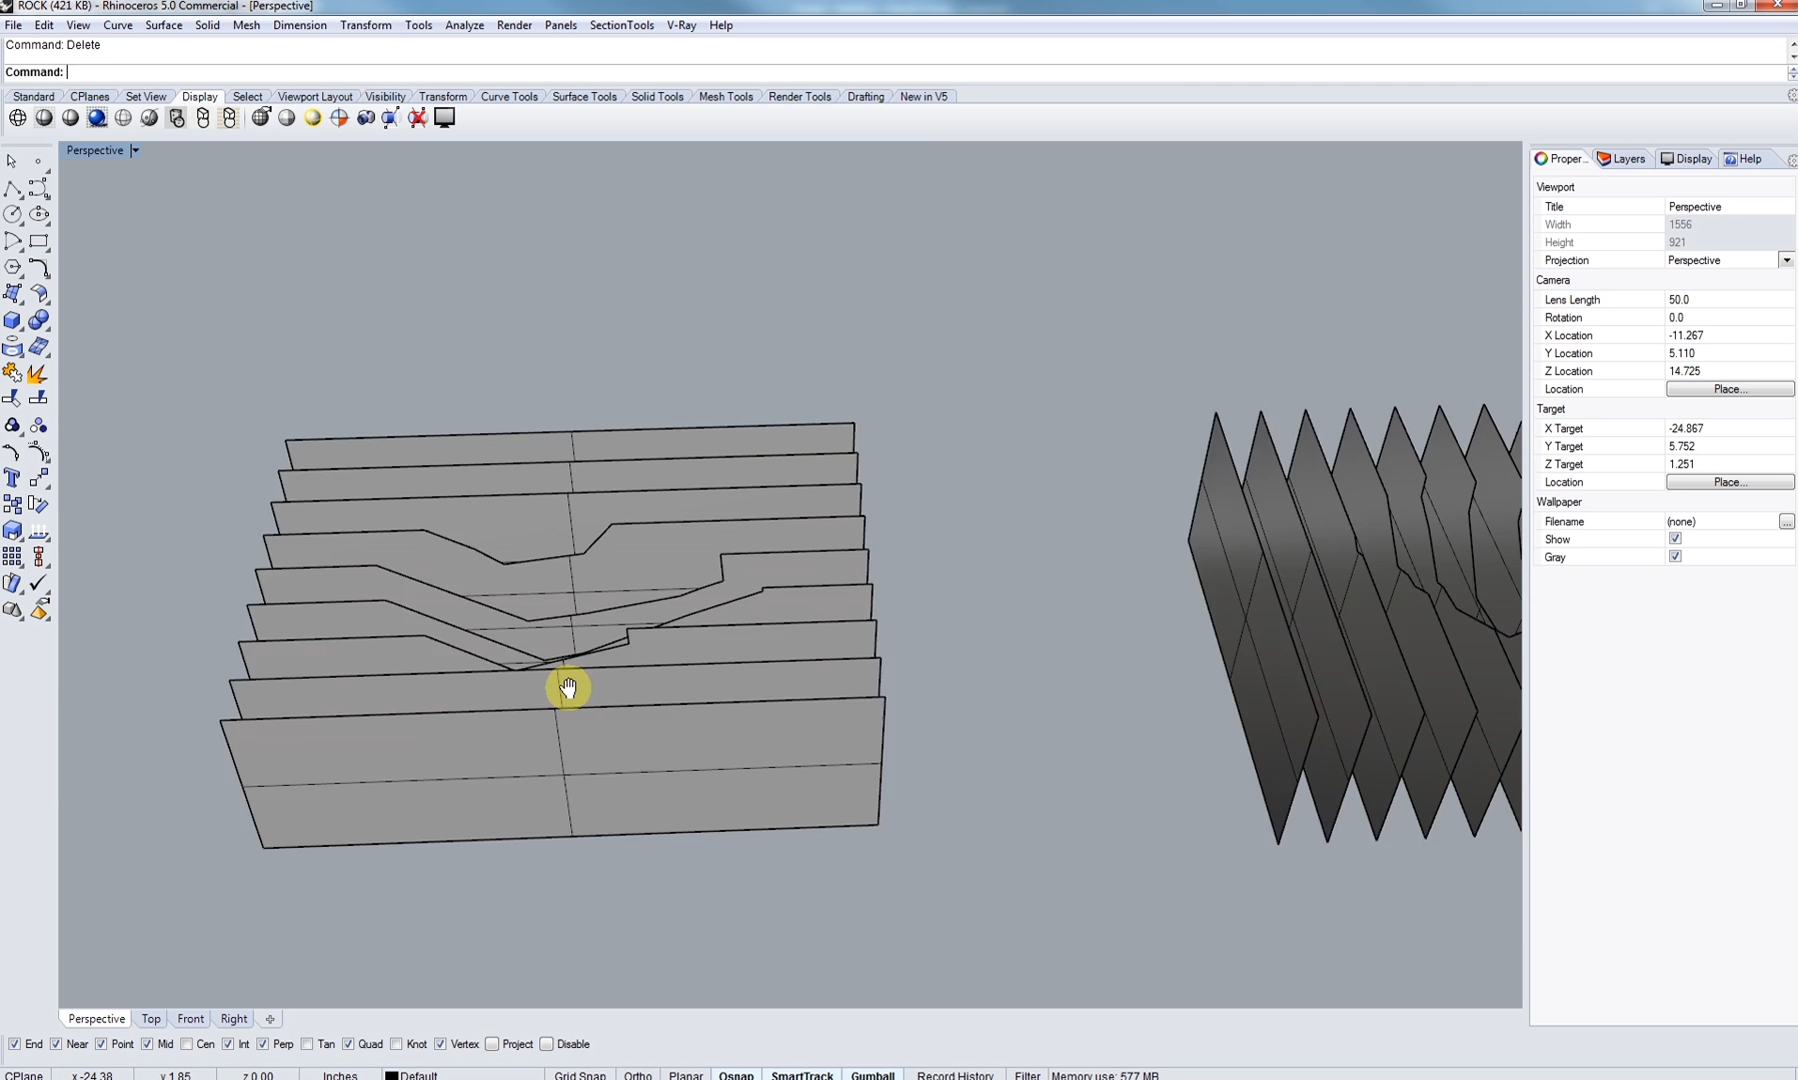 ROCK (421 KB) - Rhinoceros 5.0 Commercial - [Perspective]
File Edit View Curve Surface Solid Mesh Dimension Transform Tools Analyze Render Panels SectionTools V-Ray Help
Command: Delete
Command:
Standard CPlanes Set View Display Select Viewport Layout Visibility Transform Curve Tools Surface Tools Solid Tools Mesh Tools Render Tools Drafting New in V5
Perspective
Proper... Layers Display Help
Viewport
Title Perspective
Width 1556
Height 921
Projection Perspective
Camera
Lens Length 50.0
Rotation 0.0
X Location -11.267
Y Location 5.110
Z Location 14.725
Location Place...
Target
X Target -24.867
Y Target 5.752
Z Target 1.251
Location Place...
Wallpaper
Filename (none) ...
Show
Gray
Perspective Top Front Right
End Near Point Mid Cen Int Perp Tan Quad Knot Vertex Project Disable
CPlane x -24.38 y 1.85 z 0.00 Inches Default Grid Snap Ortho Planar Osnap SmartTrack Gumball Record History Filter Memory use: 577 MB